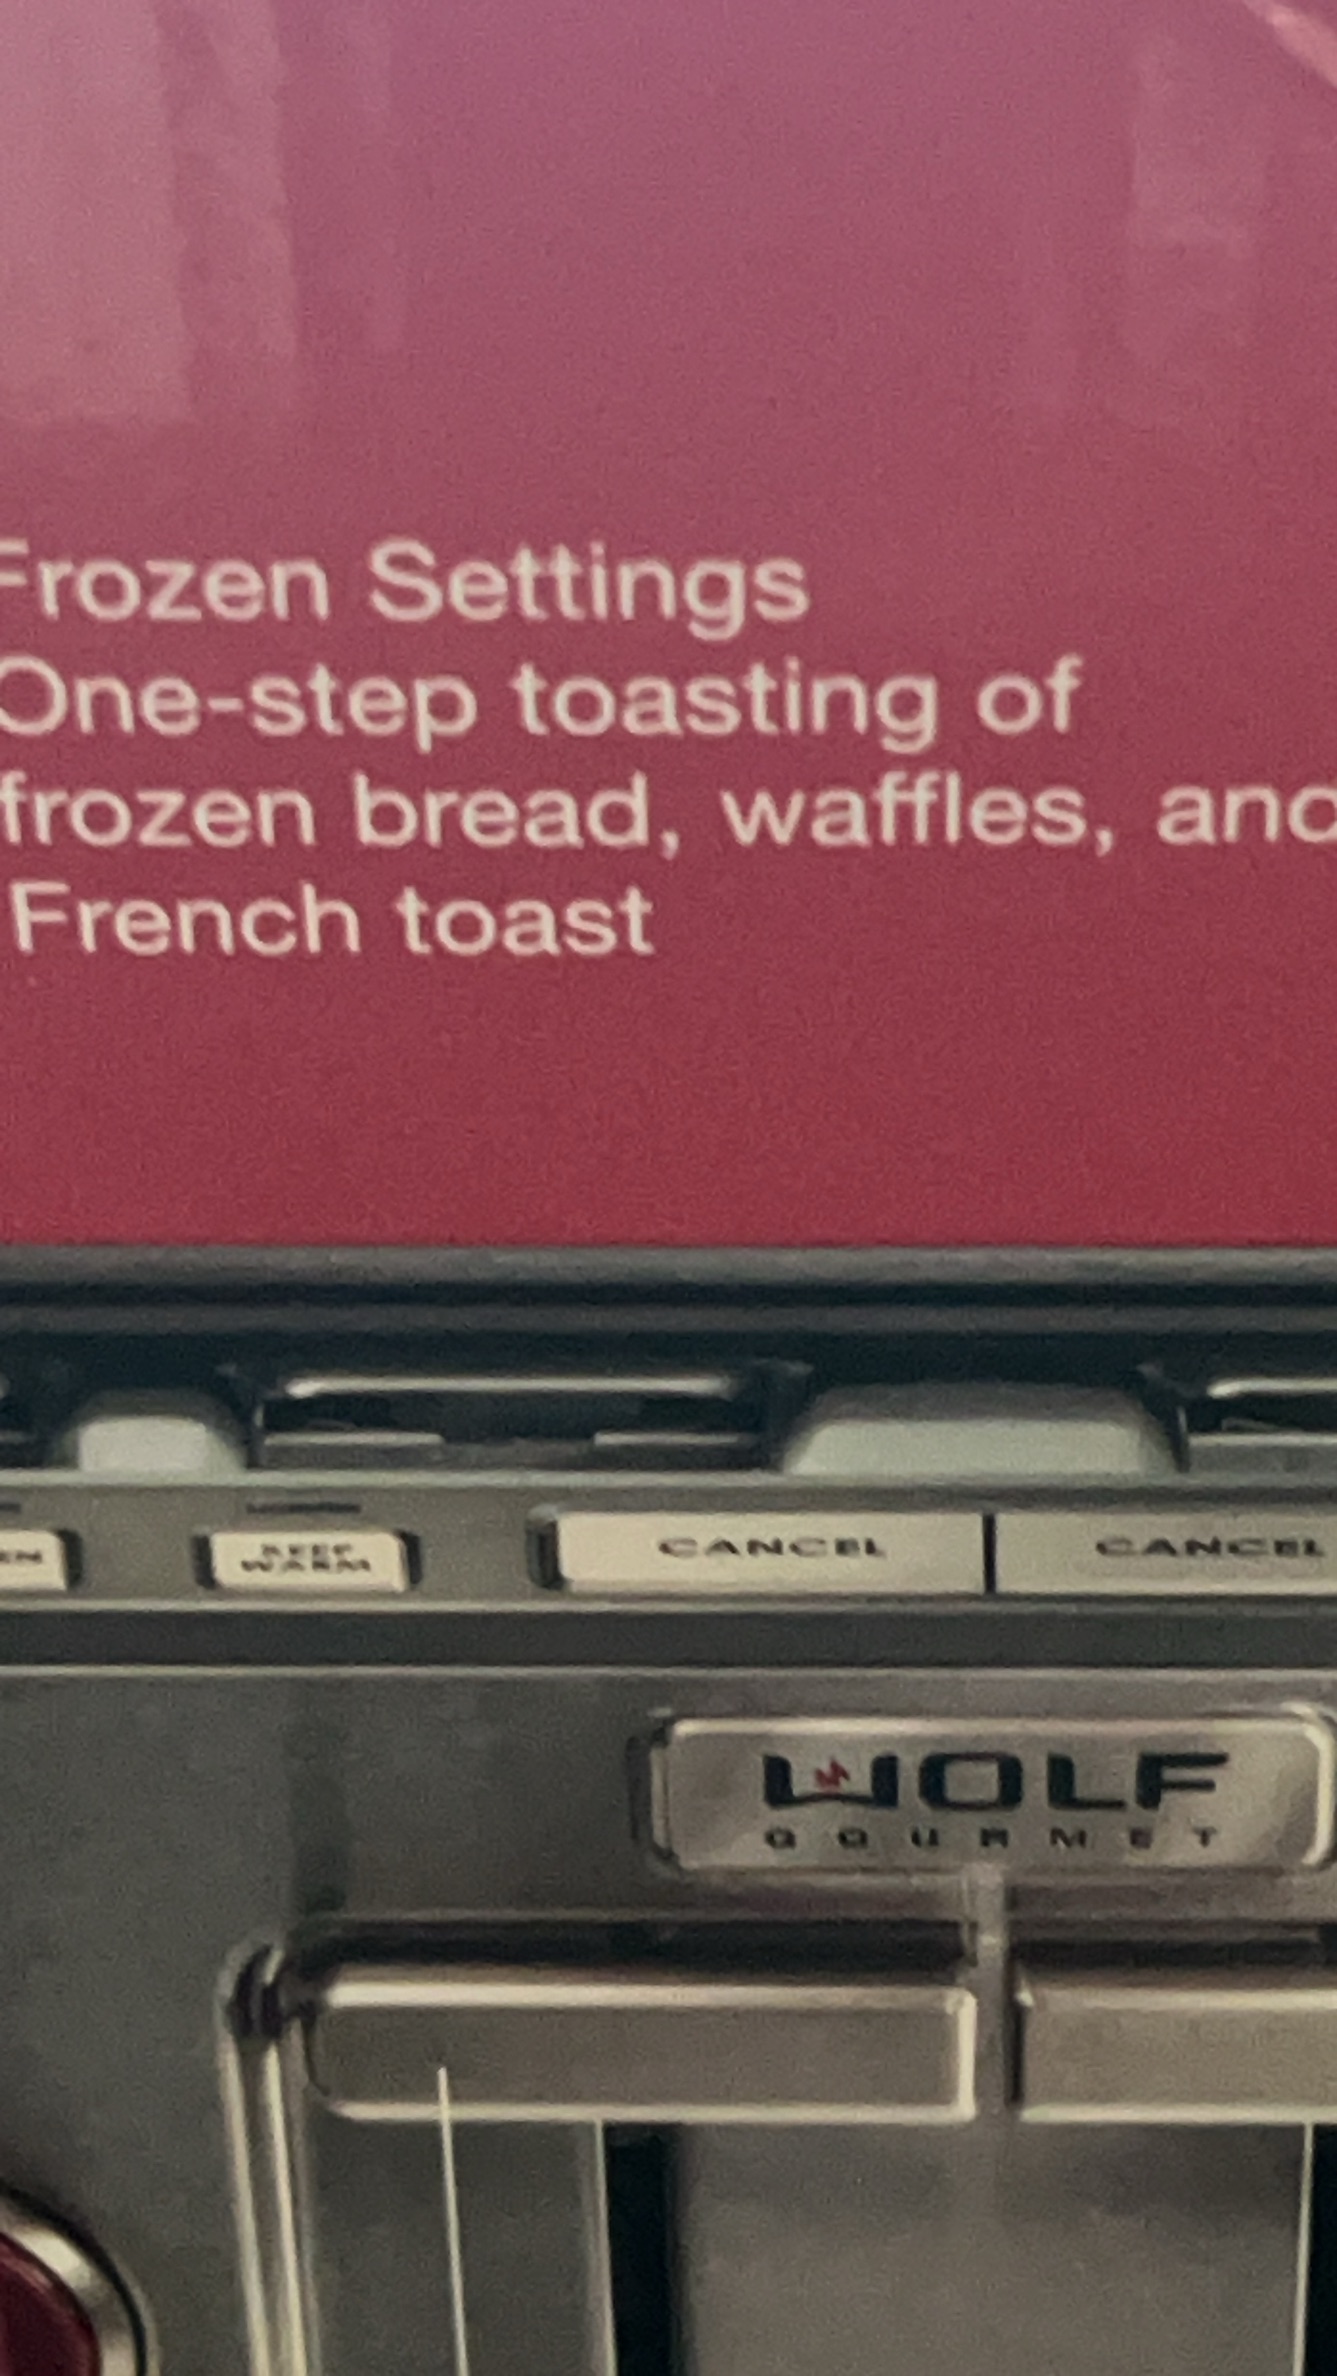 Frozen Settings
One-step toasting of
frozen bread, waffles, and
French toast
KEEP
WARM
CANCEL CANCEL
WOLF
GOURMET